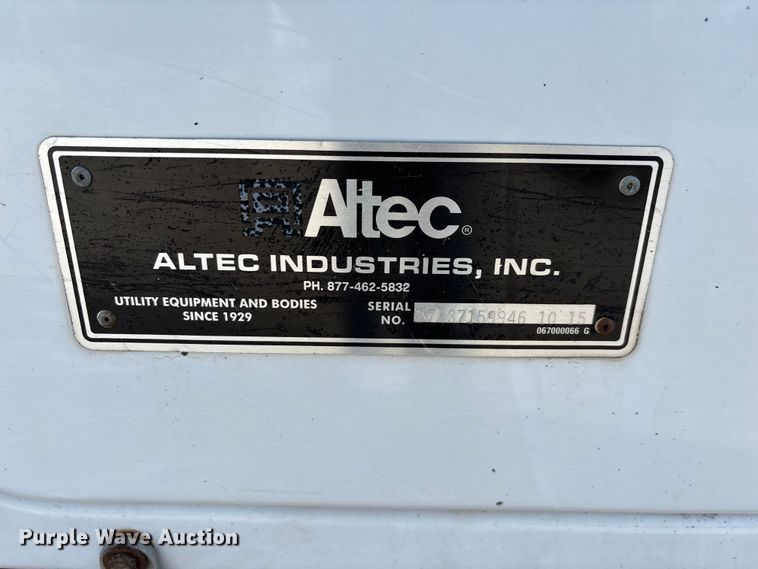 Altec®
ALTEC INDUSTRIES, INC.
PH. 877-462-5832
UTILITY EQUIPMENT AND BODIES
SINCE 1929
SERIAL
NO. 10 15
067000066 G
Purple Wave Auction